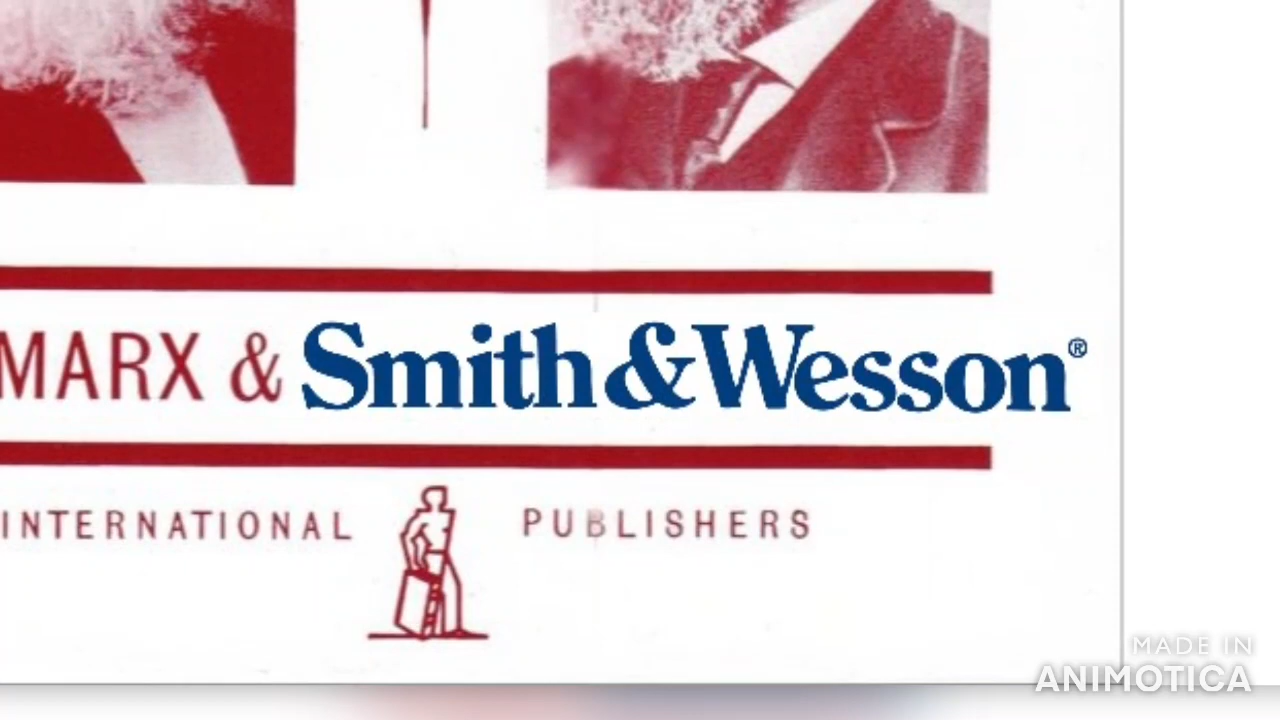 MARX & Smith & Wesson®
INTERNATIONAL PUBLISHERS
MADE IN
ANIMOTICA